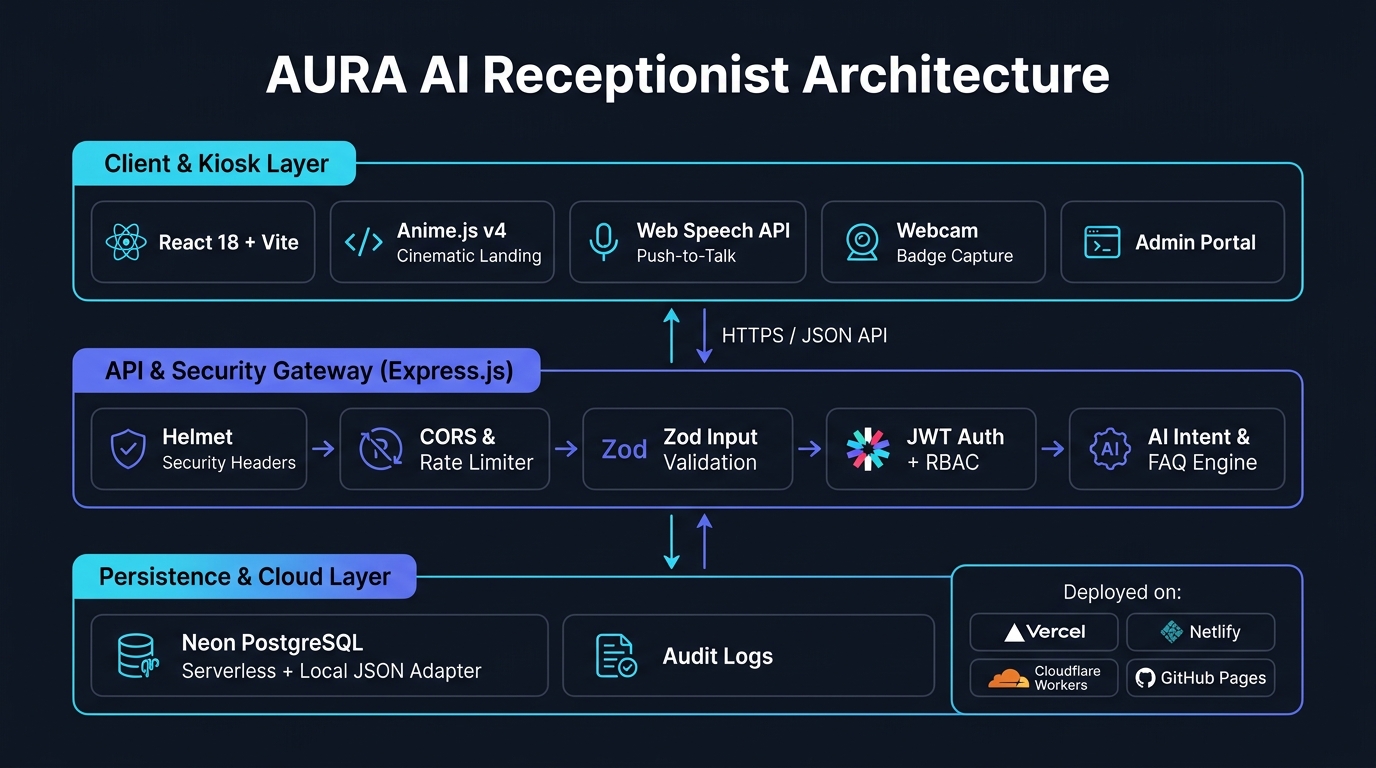 AURA AI Receptionist Architecture
Client & Kiosk Layer
React 18 + Vite
Anime.js v4
Cinematic Landing
Web Speech API
Push-to-Talk
Webcam
Badge Capture
Admin Portal
HTTPS / JSON API
API & Security Gateway (Express.js)
Helmet
Security Headers
R
CORS &
Rate Limiter
Zod
Zod Input
Validation
JWT Auth
+ RBAC
AI
AI Intent &
FAQ Engine
Persistence & Cloud Layer
Neon PostgreSQL
Serverless + Local JSON Adapter
Audit Logs
Deployed on:
Vercel
Netlify
Cloudflare
Workers
GitHub Pages